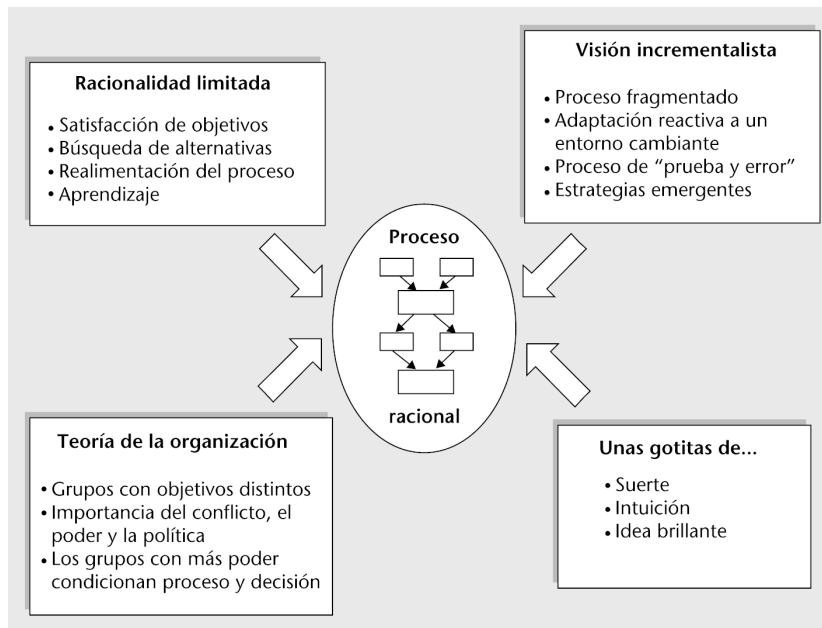 Racionalidad limitada
• Satisfacción de objetivos
• Búsqueda de alternativas
• Realimentación del proceso
• Aprendizaje
Visión incrementalista
• Proceso fragmentado
• Adaptación reactiva a un
entorno cambiante
• Proceso de “prueba y error”
• Estrategias emergentes
Proceso
racional
Teoría de la organización
• Grupos con objetivos distintos
• Importancia del conflicto, el
poder y la política
• Los grupos con más poder
condicionan proceso y decisión
Unas gotitas de...
• Suerte
• Intuición
• Idea brillante